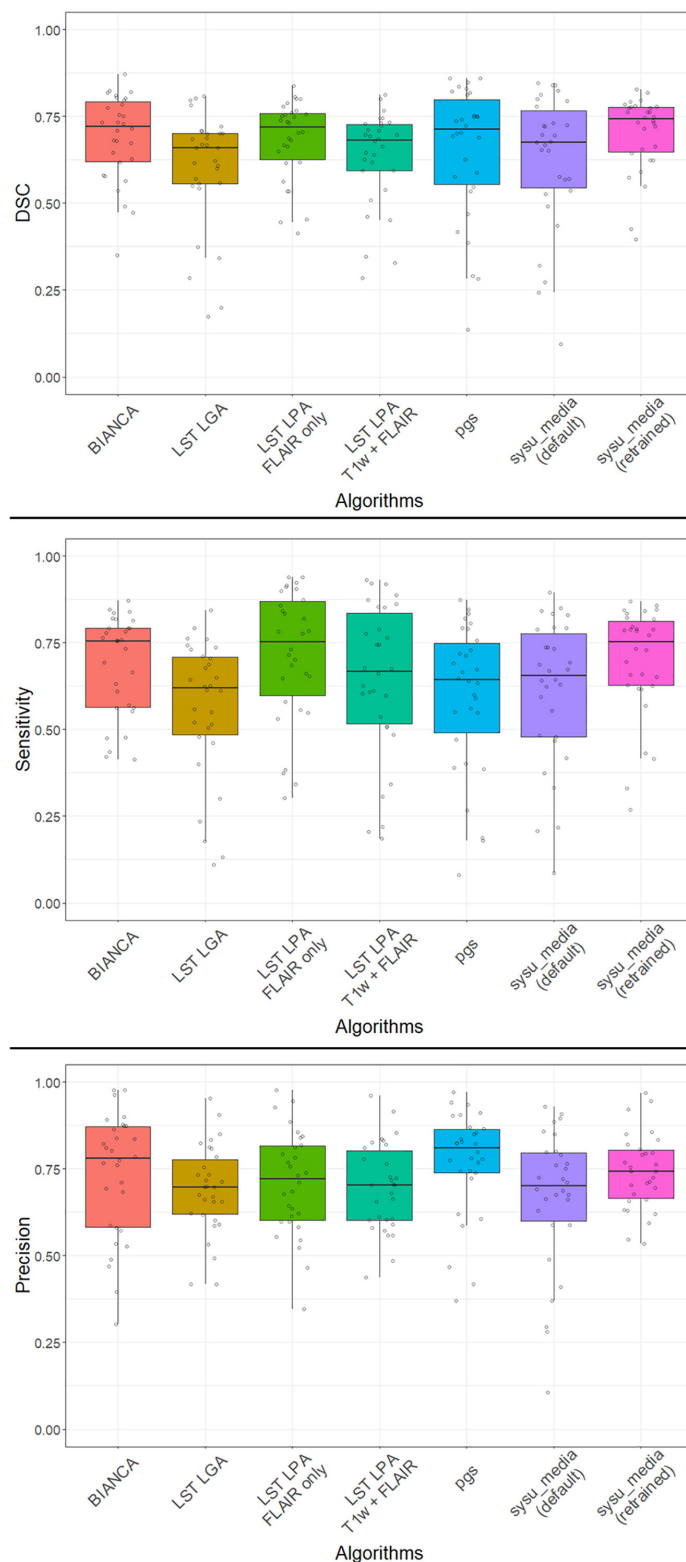 1.00
0.75
0.50
0.25
0.00
DSC
BIANCA
LST LGA
LST LPA
FLAIR only
LST LPA
T1w + FLAIR
pgs
sysu_media
(default)
sysu_media
(retrained)
Algorithms
1.00
0.75
0.50
0.25
0.00
Sensitivity
BIANCA
LST LGA
LST LPA
FLAIR only
LST LPA
T1w + FLAIR
pgs
sysu_media
(default)
sysu_media
(retrained)
Algorithms
1.00
0.75
0.50
0.25
0.00
Precision
BIANCA
LST LGA
LST LPA
FLAIR only
LST LPA
T1w + FLAIR
pgs
sysu_media
(default)
sysu_media
(retrained)
Algorithms